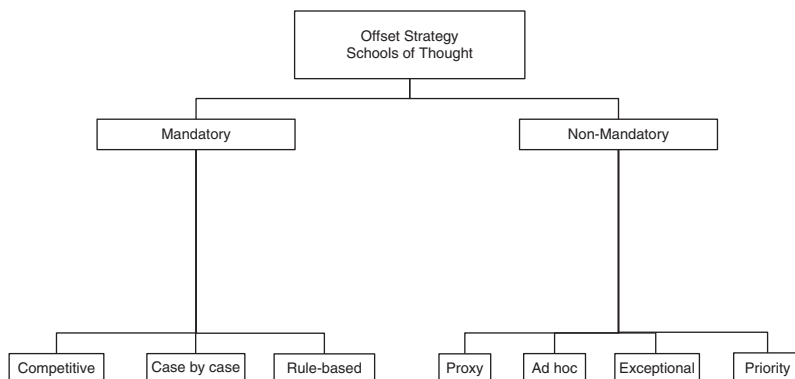 Offset Strategy
Schools of Thought
Mandatory
Non-Mandatory
Competitive
Case by case
Rule-based
Proxy
Ad hoc
Exceptional
Priority